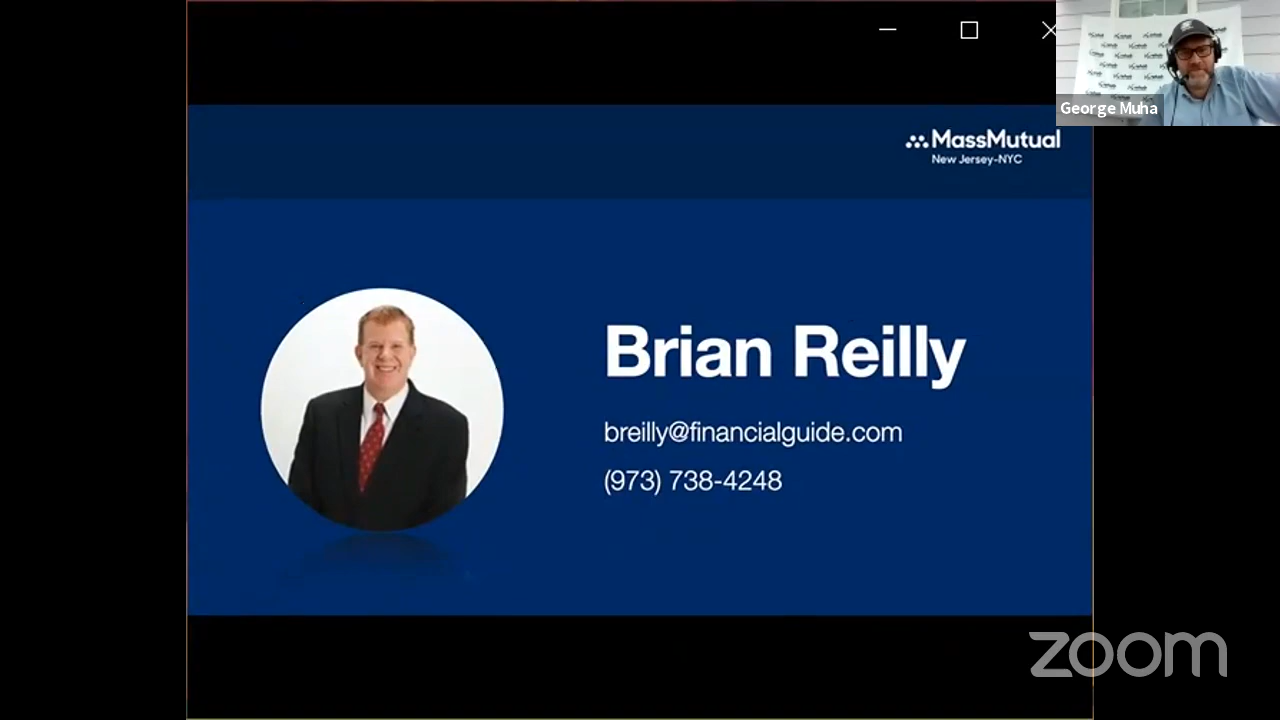 George Muha
MassMutual
New Jersey-NYC
Brian Reilly
breilly@financialguide.com
(973) 738-4248
zoom